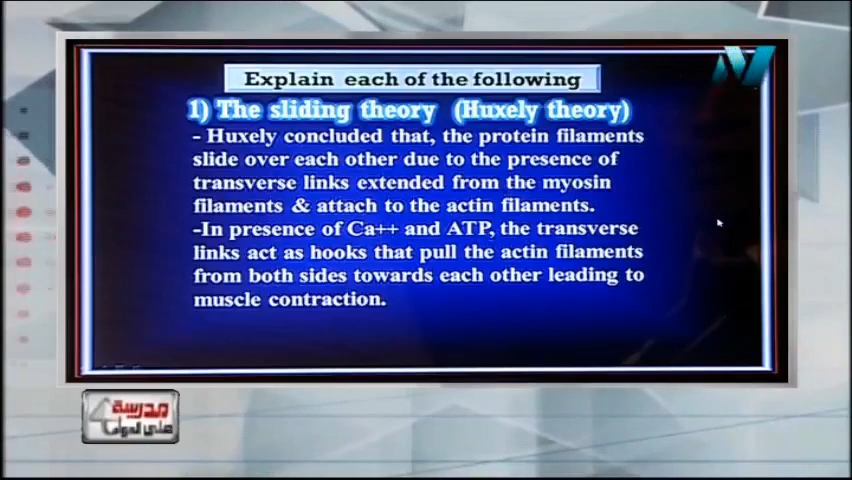 Explain each of the following
1) The sliding theory (Huxely theory)
- Huxely concluded that, the protein filaments
slide over each other due to the presence of
transverse links extended from the myosin
filaments & attach to the actin filaments.
-In presence of Ca++ and ATP, the transverse
links act as hooks that pull the actin filaments
from both sides towards each other leading to
muscle contraction.
مدرسة
على الهواء